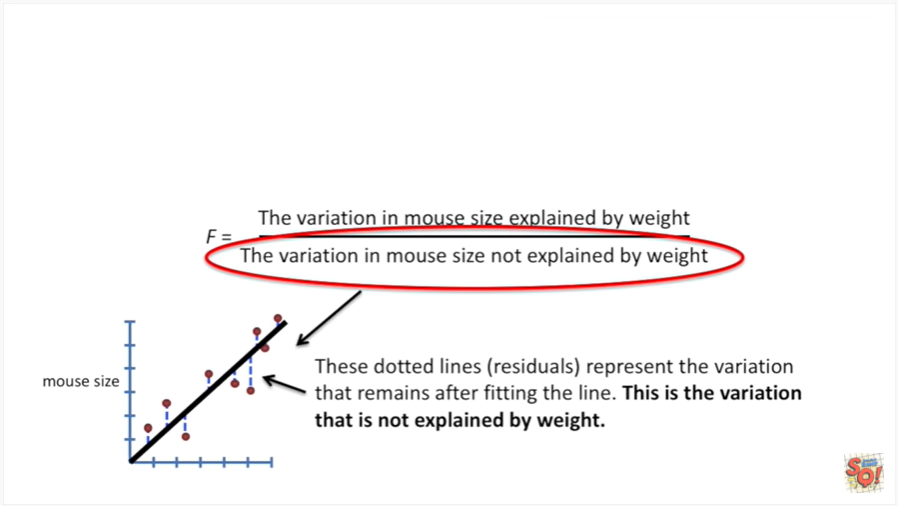 The variation in mouse size explained by weight
F =
The variation in mouse size not explained by weight
mouse size
These dotted lines (residuals) represent the variation
that remains after fitting the line. This is the variation
that is not explained by weight.
SQ!